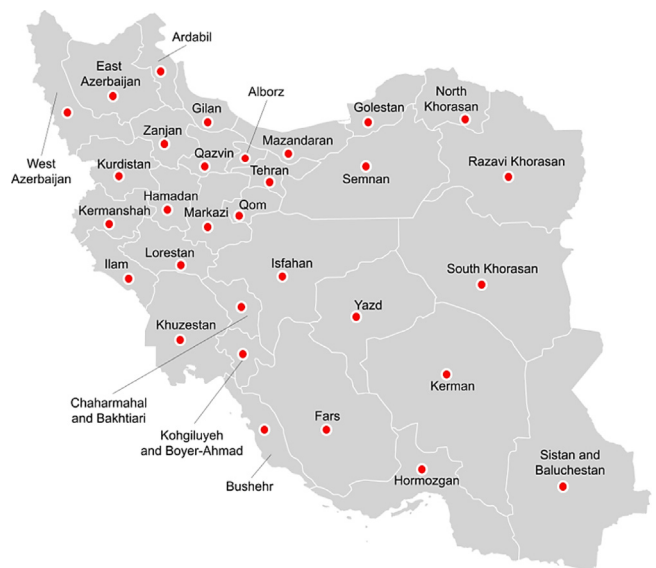 Ardabil
East
Azerbaijan
Alborz
North
Khorasan
Gilan
Golestan
Zanjan
Mazandaran
Qazvin
Razavi Khorasan
West
Azerbaijan
Kurdistan
Tehran
Semnan
Hamadan
Kermanshah
Markazi
Qom
Lorestan
Ilam
Isfahan
South Khorasan
Yazd
Khuzestan
Kerman
Chaharmahal
and Bakhtiari
Fars
Kohgiluyeh
and Boyer-Ahmad
Sistan and
Baluchestan
Hormozgan
Bushehr